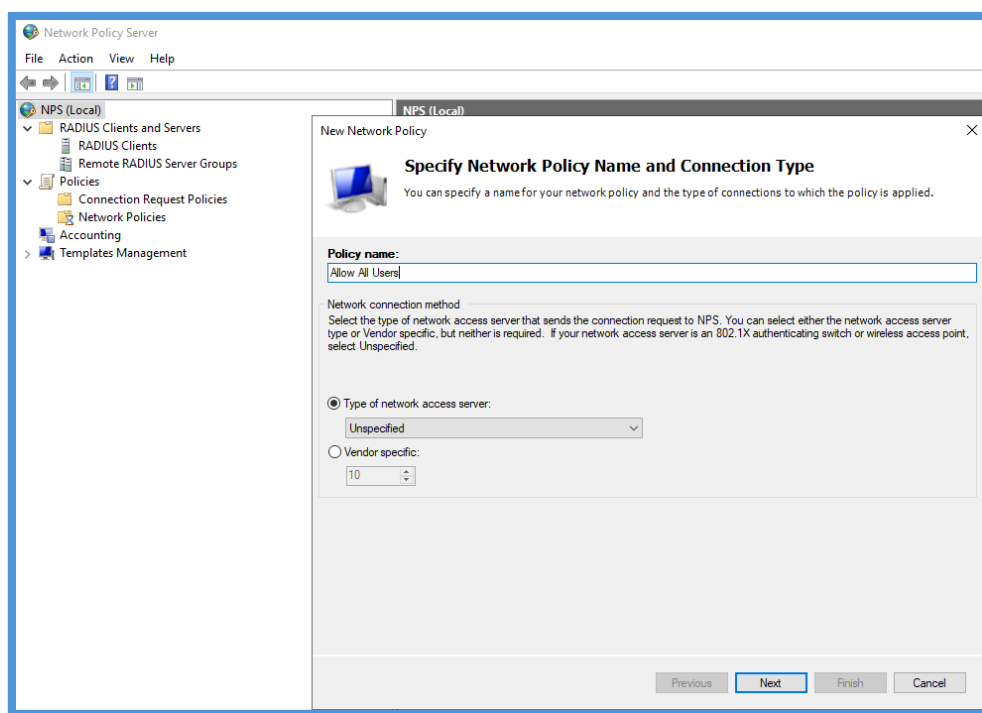 Network Policy Server
File Action View Help
NPS (Local)
RADIUS Clients and Servers
RADIUS Clients
Remote RADIUS Server Groups
Policies
Connection Request Policies
Network Policies
Accounting
Templates Management
NPS (Local)
New Network Policy
Specify Network Policy Name and Connection Type
You can specify a name for your network policy and the type of connections to which the policy is applied.
Policy name:
Allow All Users
Network connection method
Select the type of network access server that sends the connection request to NPS. You can select either the network access server
type or Vendor specific, but neither is required. If your network access server is an 802.1X authenticating switch or wireless access point,
select Unspecified.
Type of network access server:
Unspecified
Vendor specific:
10
Previous Next Finish Cancel